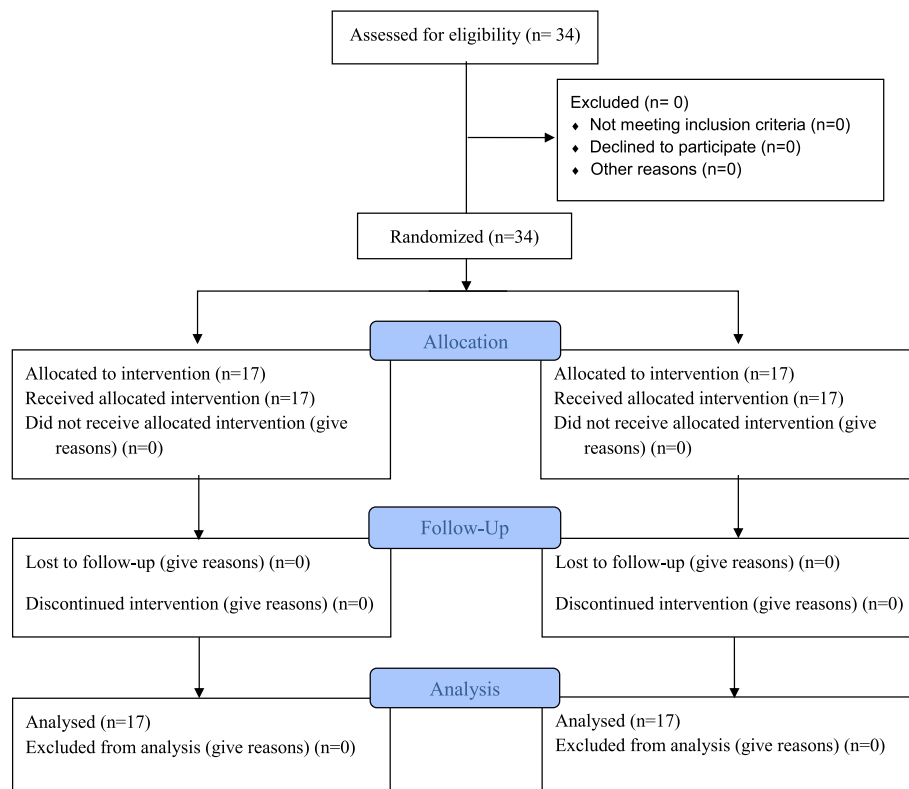 Assessed for eligibility (n= 34)
Excluded (n= 0)
♦ Not meeting inclusion criteria (n=0)
♦ Declined to participate (n=0)
♦ Other reasons (n=0)
Randomized (n=34)
Allocation
Allocated to intervention (n=17)
Received allocated intervention (n=17)
Did not receive allocated intervention (give
reasons) (n=0)
Allocated to intervention (n=17)
Received allocated intervention (n=17)
Did not receive allocated intervention (give
reasons) (n=0)
Follow-Up
Lost to follow-up (give reasons) (n=0)
Discontinued intervention (give reasons) (n=0)
Lost to follow-up (give reasons) (n=0)
Discontinued intervention (give reasons) (n=0)
Analysis
Analysed (n=17)
Excluded from analysis (give reasons) (n=0)
Analysed (n=17)
Excluded from analysis (give reasons) (n=0)